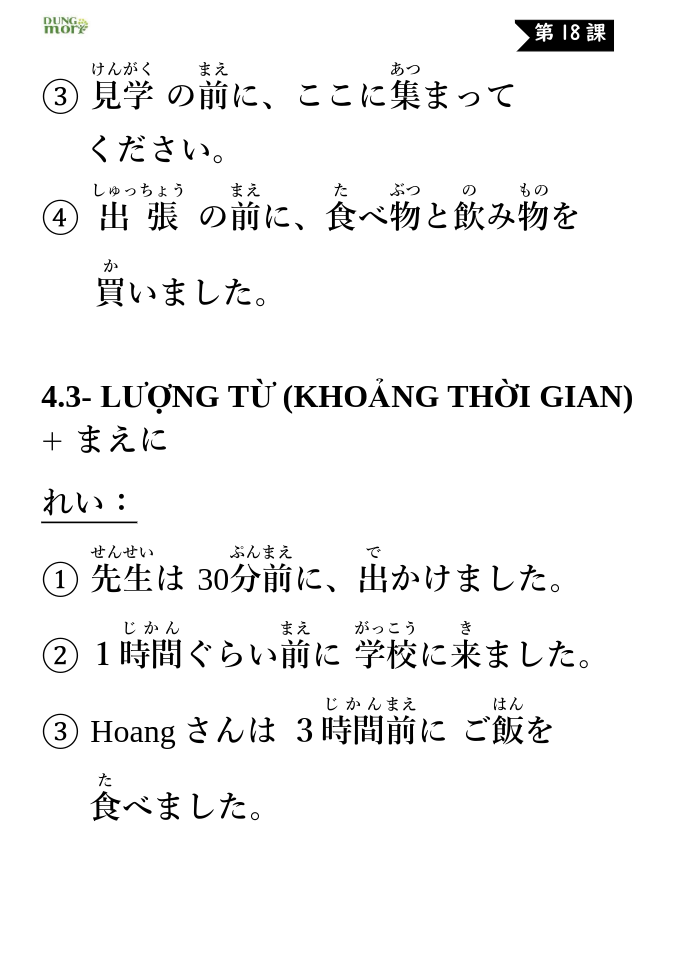 DUNG
mori
第18課
けんがく まえ あつ
③ 見学 の前に、ここに集まって
ください。
しゅっちょう まえ た ぶつ の もの
④ 出張 の前に、食べ物と飲み物を
か
買いました。
4.3- LƯỢNG TỪ (KHOẢNG THỜI GIAN)
+ まえに
れい：
せんせい ぷんまえ で
① 先生は 30分前に、出かけました。
じかん まえ がっこう き
② １時間ぐらい前に 学校に来ました。
じかんまえ はん
③ Hoang さんは ３時間前に ご飯を
た
食べました。